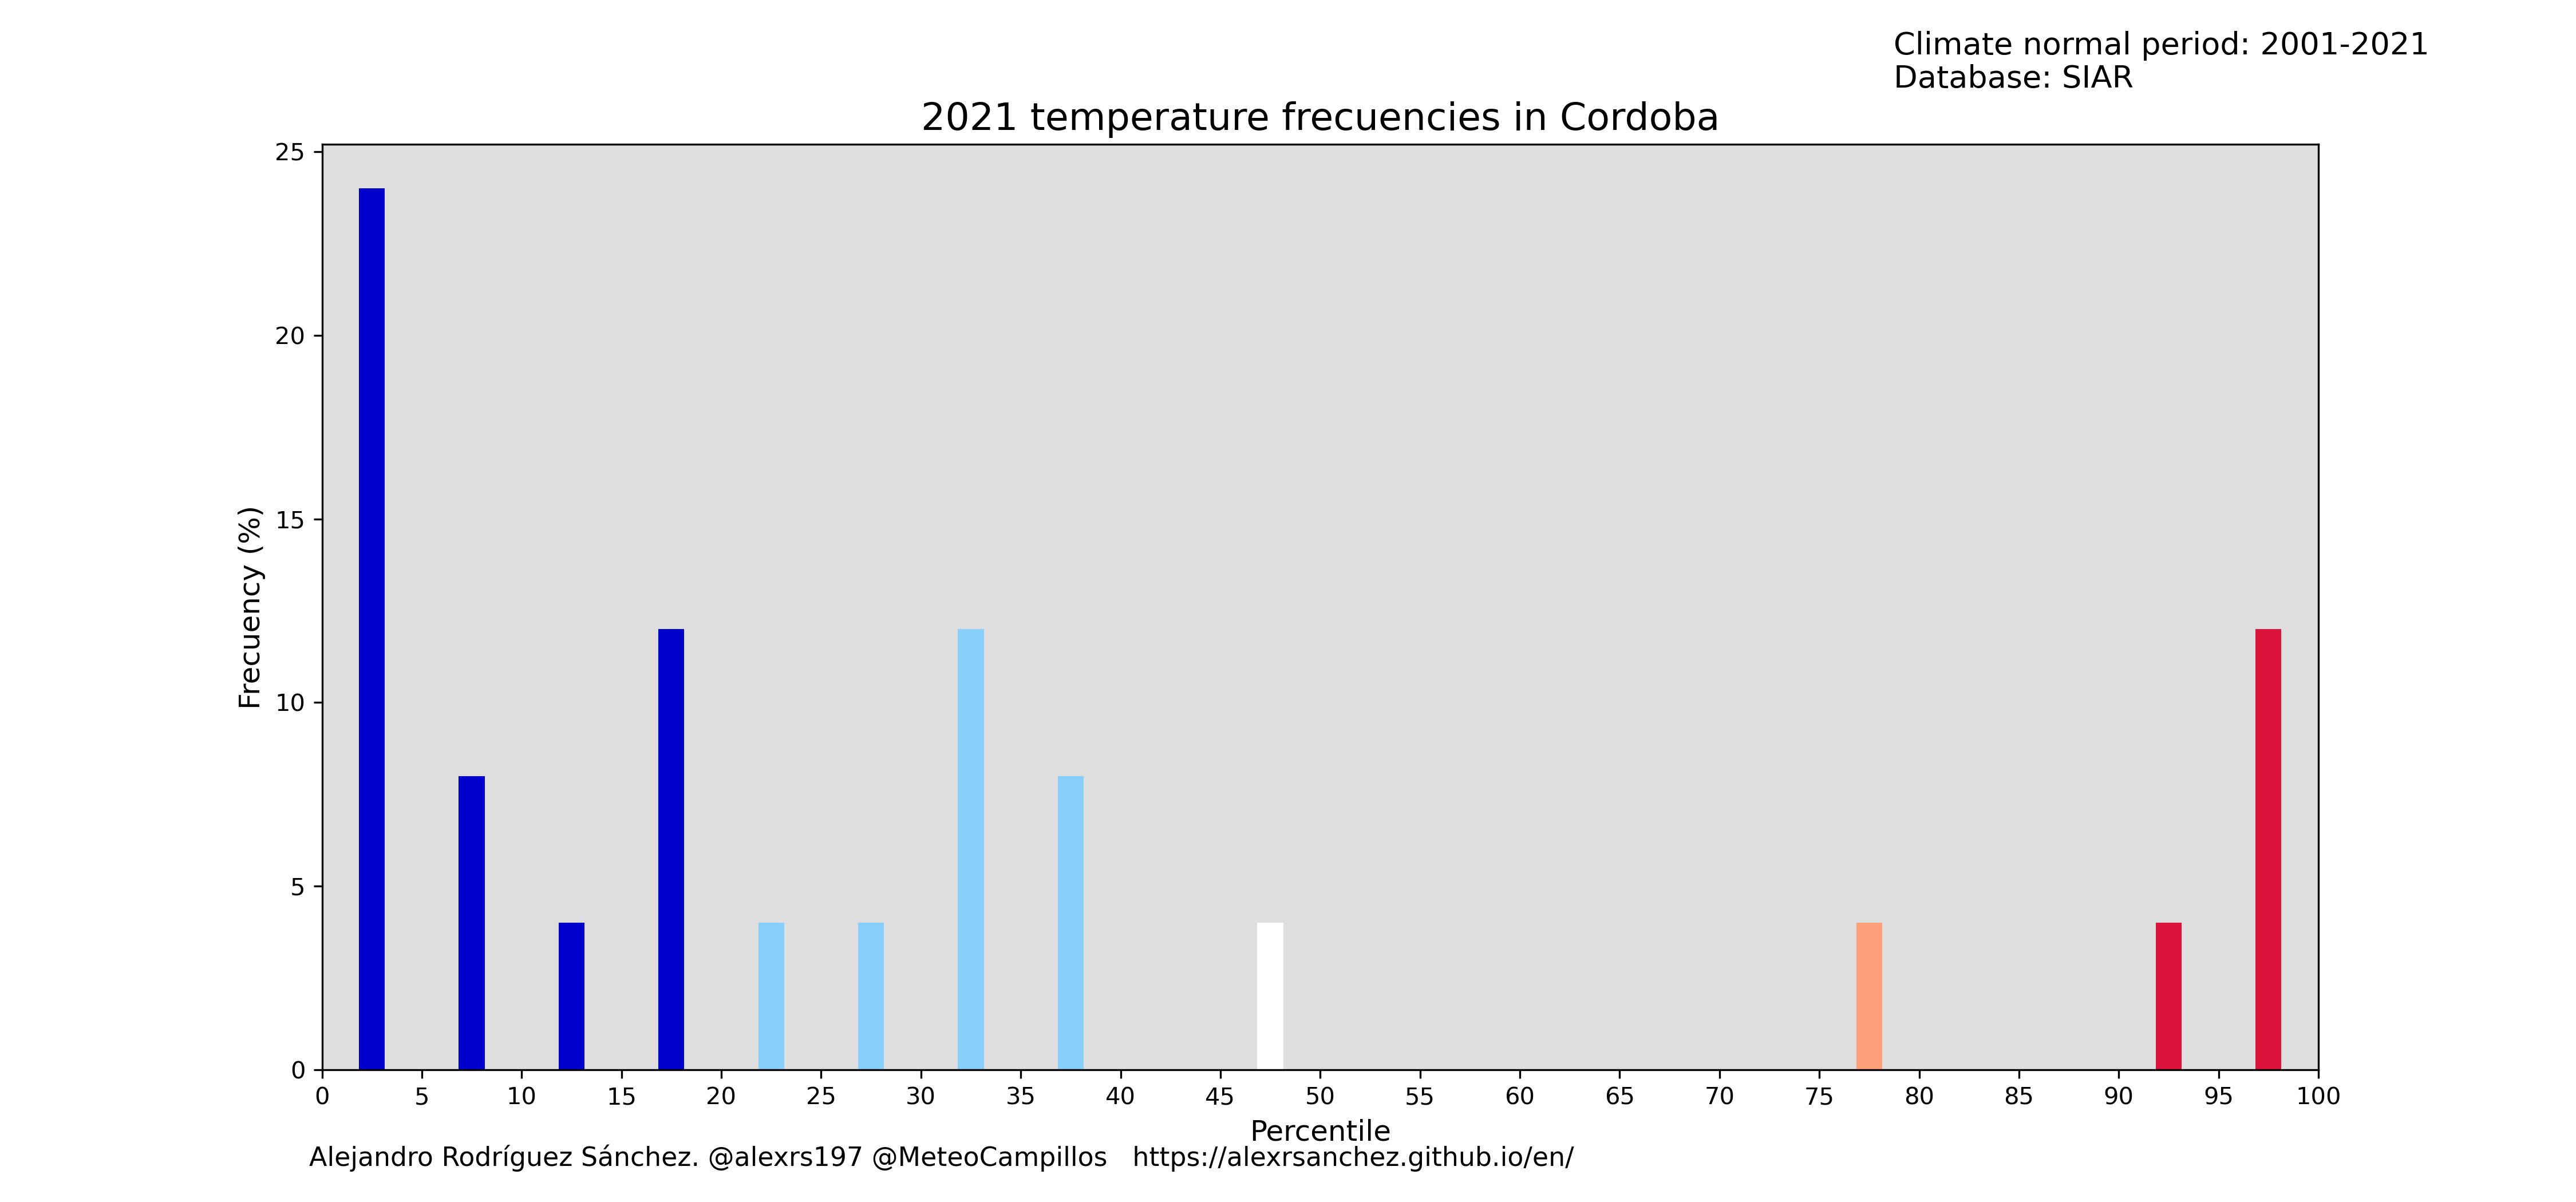 Climate normal period: 2001-2021
Database: SIAR
2021 temperature frecuencies in Cordoba
25
20
15
10
5
0
Frecuency (%)
0 5 10 15 20 25 30 35 40 45 50 55 60 65 70 75 80 85 90 95 100
Percentile
Alejandro Rodríguez Sánchez. @alexrs197 @MeteoCampillos https://alexrsanchez.github.io/en/